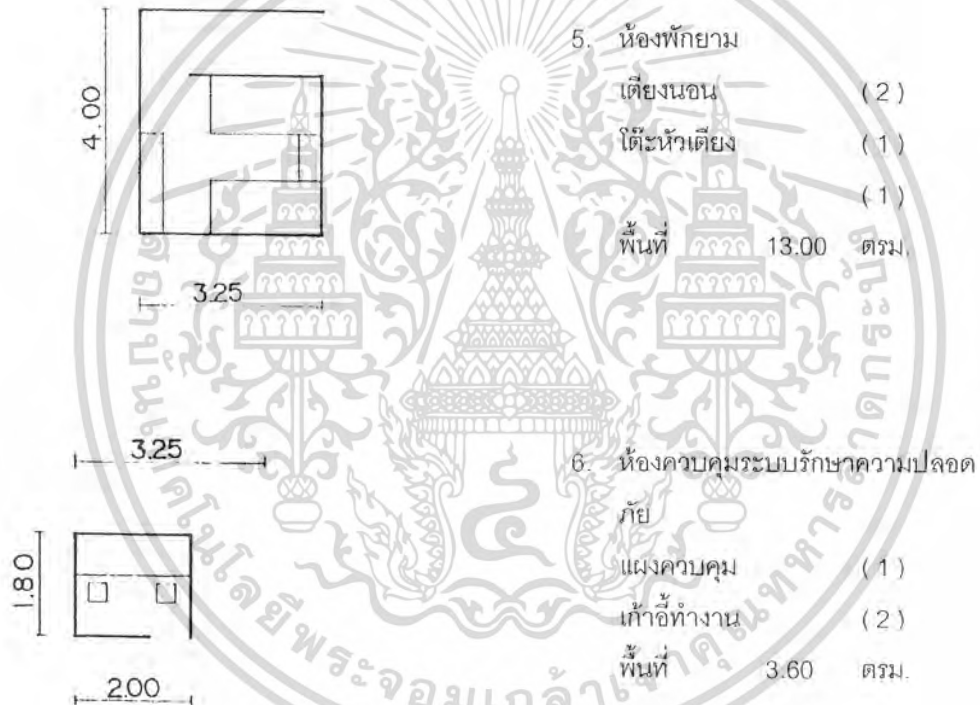 4.00
3.25
5. ห้องพักยาม
เตียงนอน (2)
โต๊ะหัวเตียง (1)
(1)
พื้นที่ 13.00 ตรม.
3.25
1.80
2.00
6. ห้องควบคุมระบบรักษาความปลอด
ภัย
แผงควบคุม (1)
เก้าอี้ทำงาน (2)
พื้นที่ 3.60 ตรม.